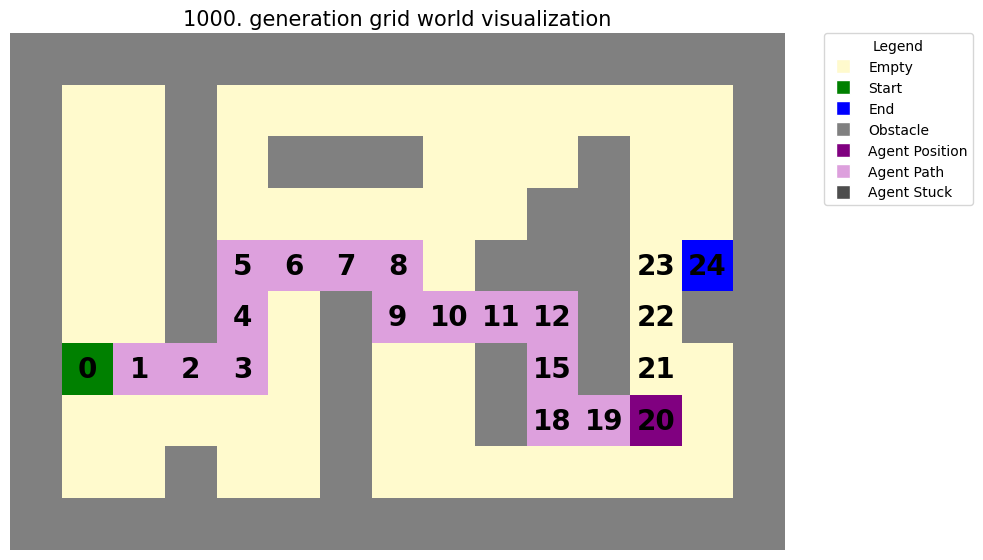 1000. generation grid world visualization
Legend
Empty
Start
End
Obstacle
Agent Position
Agent Path
Agent Stuck
5 6 7 8 23 24
4 9 10 11 12 22
0 1 2 3 15 21
18 19 20